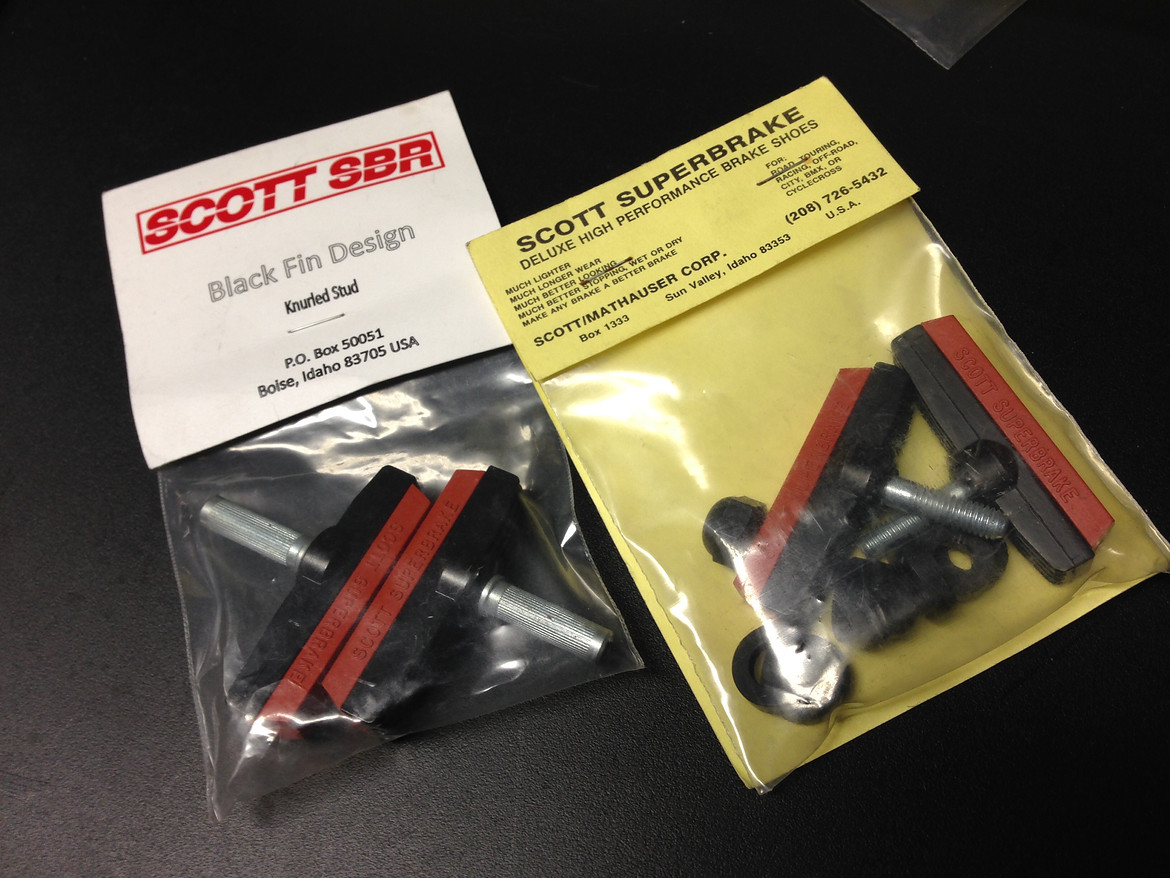 SCOTT SBR
Black Fin Design
Knurled Stud
P.O. Box 50051
Boise, Idaho 83705 USA
SCOTT SUPERBRAKE
DELUXE HIGH PERFORMANCE BRAKE SHOES
MUCH LIGHTER
MUCH LONGER WEAR
MUCH BETTER LOOKING
MUCH BETTER STOPPING, WET OR DRY
MAKE ANY BRAKE A BETTER BRAKE
FOR:
ROAD, TOURING,
RACING, OFF-ROAD,
CITY, BMX, OR
CYCLECROSS
SCOTT/MATHAUSER CORP.
(208) 726-5432
Box 1333
Sun Valley, Idaho 83353
U.S.A.
SCOTT SUPERBRAKE
SCOTT SUPERBRAKE
SCOTT SUPERBRAKE